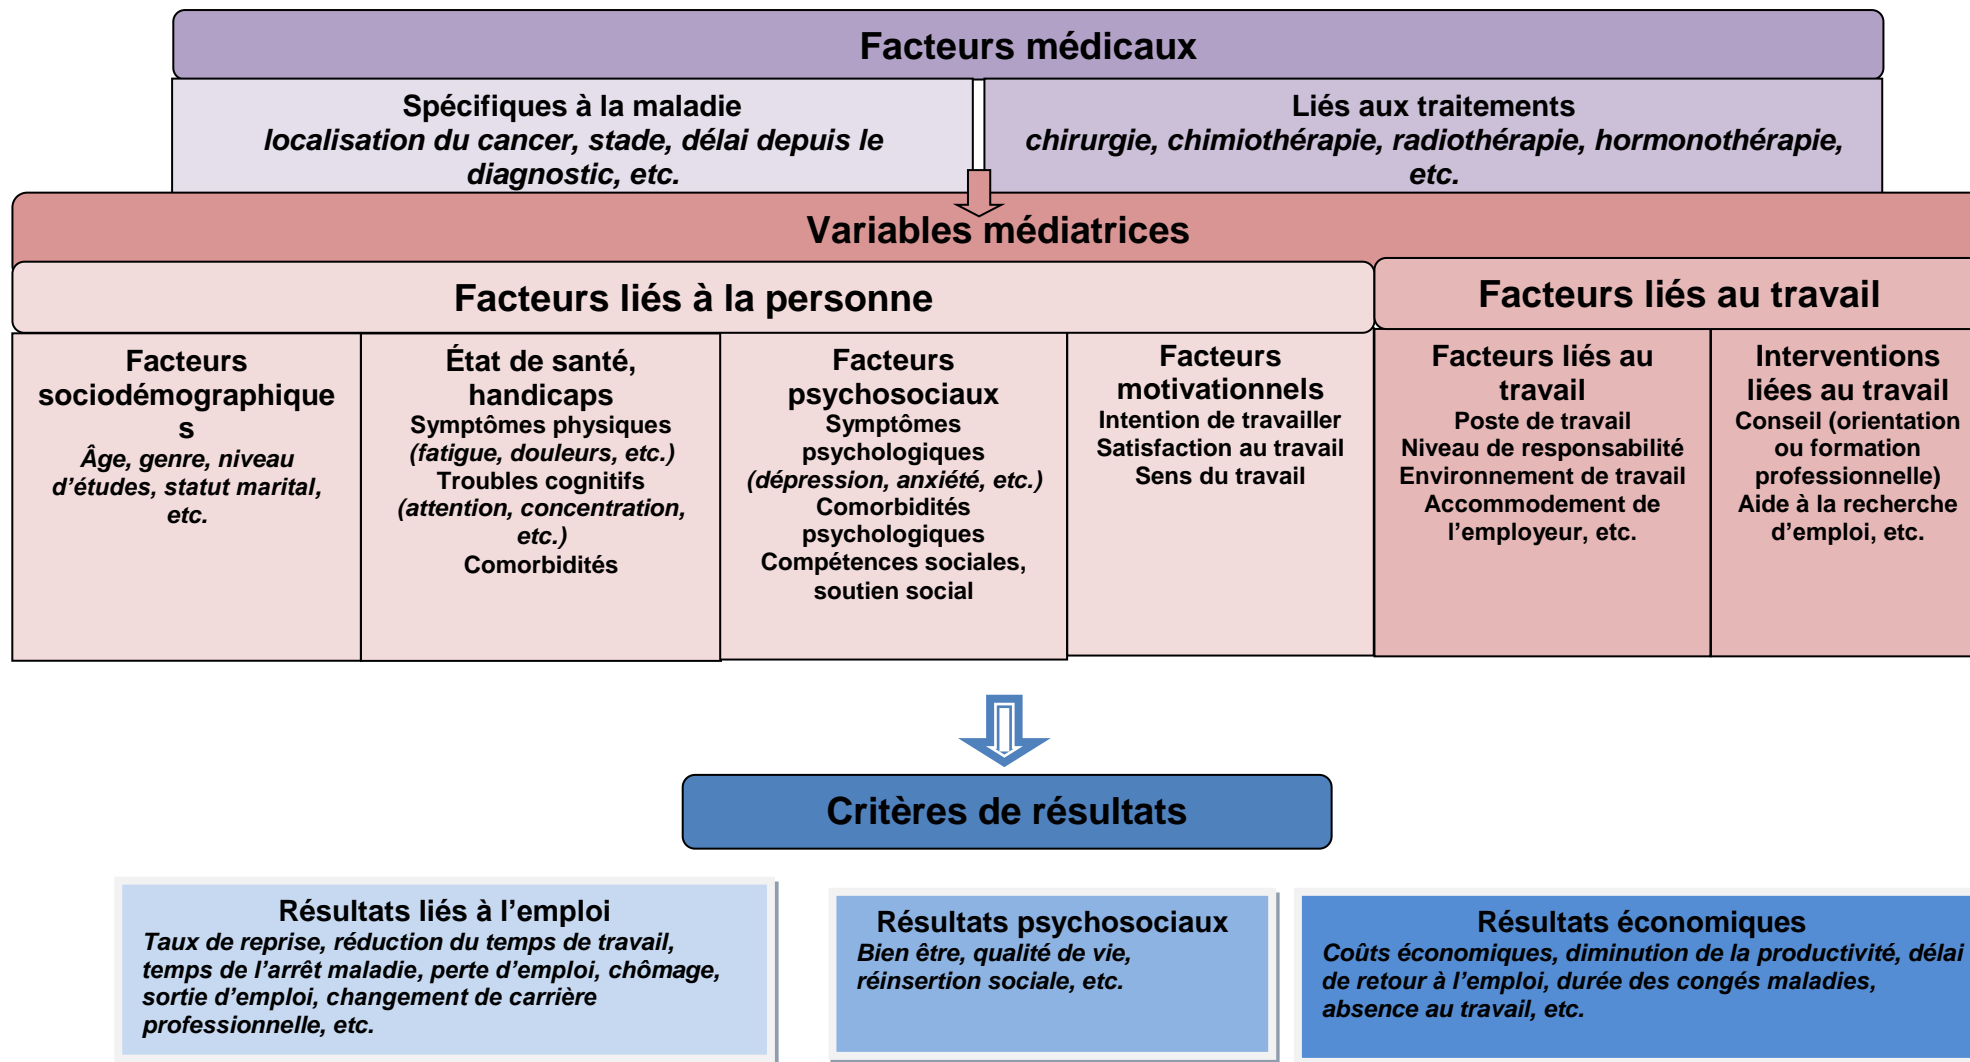 Facteurs médicaux
Spécifiques à la maladie
localisation du cancer, stade, délai depuis le
diagnostic, etc.
Liés aux traitements
chirurgie, chimiothérapie, radiothérapie, hormonothérapie,
etc.
Variables médiatrices
Facteurs liés à la personne
Facteurs liés au travail
Facteurs
sociodémographique
s
Âge, genre, niveau
d’études, statut marital,
etc.
État de santé,
handicaps
Symptômes physiques
(fatigue, douleurs, etc.)
Troubles cognitifs
(attention, concentration,
etc.)
Comorbidités
Facteurs
psychosociaux
Symptômes
psychologiques
(dépression, anxiété, etc.)
Comorbidités
psychologiques
Compétences sociales,
soutien social
Facteurs
motivationnels
Intention de travailler
Satisfaction au travail
Sens du travail
Facteurs liés au
travail
Poste de travail
Niveau de responsabilité
Environnement de travail
Accommodement de
l’employeur, etc.
Interventions
liées au travail
Conseil (orientation
ou formation
professionnelle)
Aide à la recherche
d’emploi, etc.
Critères de résultats
Résultats liés à l’emploi
Taux de reprise, réduction du temps de travail,
temps de l’arrêt maladie, perte d’emploi, chômage,
sortie d’emploi, changement de carrière
professionnelle, etc.
Résultats psychosociaux
Bien être, qualité de vie,
réinsertion sociale, etc.
Résultats économiques
Coûts économiques, diminution de la productivité, délai
de retour à l’emploi, durée des congés maladies,
absence au travail, etc.